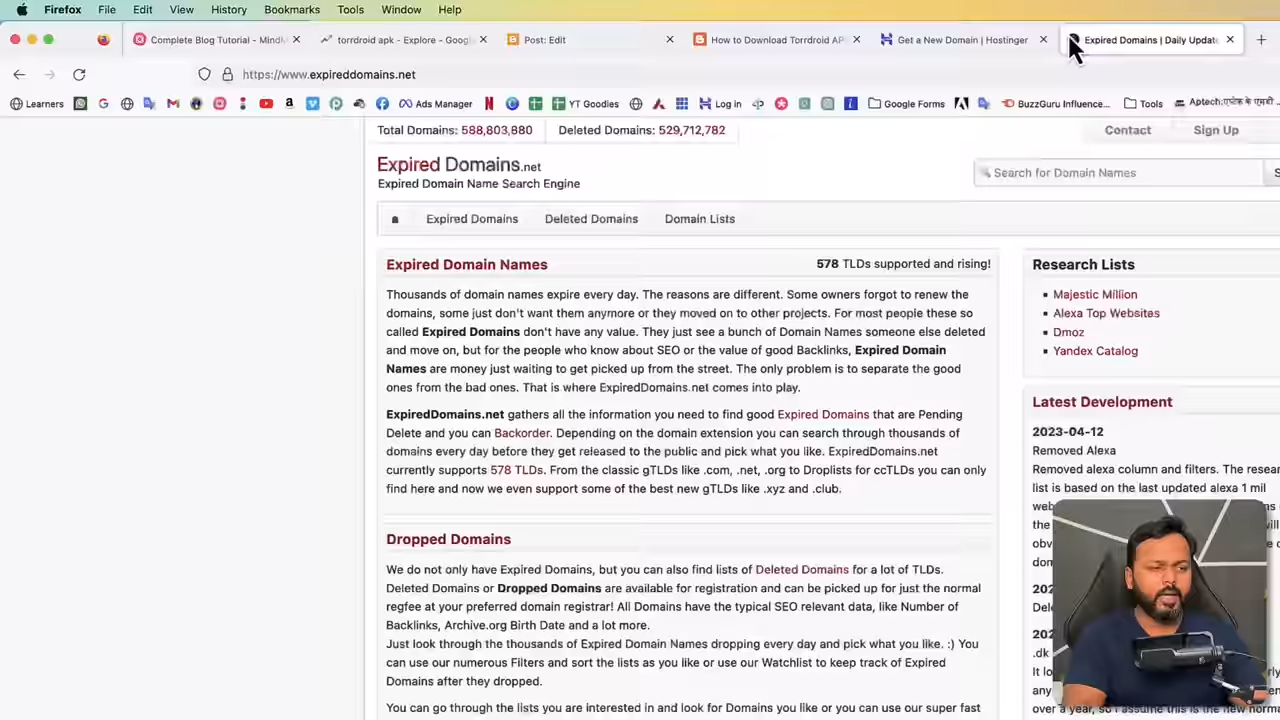 Firefox File Edit View History Bookmarks Tools Window Help
Complete Blog Tutorial - MindM
torrdroid apk - Explore - Googl
Post: Edit
How to Download Torrdroid AP
Get a New Domain | Hostinger
Expired Domains | Daily Updat
https://www.expireddomains.net
Learners
Ads Manager
YT Goodies
Log in
Google Forms
BuzzGuru Influence...
Tools
Total Domains: 588,803,880
Deleted Domains: 529,712,782
Contact
Sign Up
Expired Domains.net
Expired Domain Name Search Engine
Search for Domain Names
S
Expired Domains
Deleted Domains
Domain Lists
Expired Domain Names
578 TLDs supported and rising!
Thousands of domain names expire every day. The reasons are different. Some owners forgot to renew the
domains, some just don't want them anymore or they moved on to other projects. For most people these so
called Expired Domains don't have any value. They just see a bunch of Domain Names someone else deleted
and move on, but for the people who know about SEO or the value of good Backlinks, Expired Domain
Names are money just waiting to get picked up from the street. The only problem is to separate the good
ones from the bad ones. That is where ExpiredDomains.net comes into play.
ExpiredDomains.net gathers all the information you need to find good Expired Domains that are Pending
Delete and you can Backorder. Depending on the domain extension you can search through thousands of
domains every day before they get released to the public and pick what you like. ExpiredDomains.net
currently supports 578 TLDs. From the classic gTLDs like .com, .net, .org to Droplists for ccTLDs you can only
find here and now we even support some of the best new gTLDs like .xyz and .club.
Dropped Domains
We do not only have Expired Domains, but you can also find lists of Deleted Domains for a lot of TLDs.
Deleted Domains or Dropped Domains are available for registration and can be picked up for just the normal
regfee at your preferred domain registrar! All Domains have the typical SEO relevant data, like Number of
Backlinks, Archive.org Birth Date and a lot more.
Just look through the thousands of Expired Domain Names dropping every day and pick what you like. :) You
can use our numerous Filters and sort the lists as you like or use our Watchlist to keep track of Expired
Domains after they dropped.
You can go through the lists you are interested in and look for Domains you like or you can use our super fast
Research Lists
Majestic Million
Alexa Top Websites
Dmoz
Yandex Catalog
Latest Development
2023-04-12
Removed Alexa
Removed alexa column and filters. The resear
list is based on the last updated alexa 1 mil
web
the
obv
dom
202
Del
202
.dk
It lo
any
over a year, so I assume this is the new norma